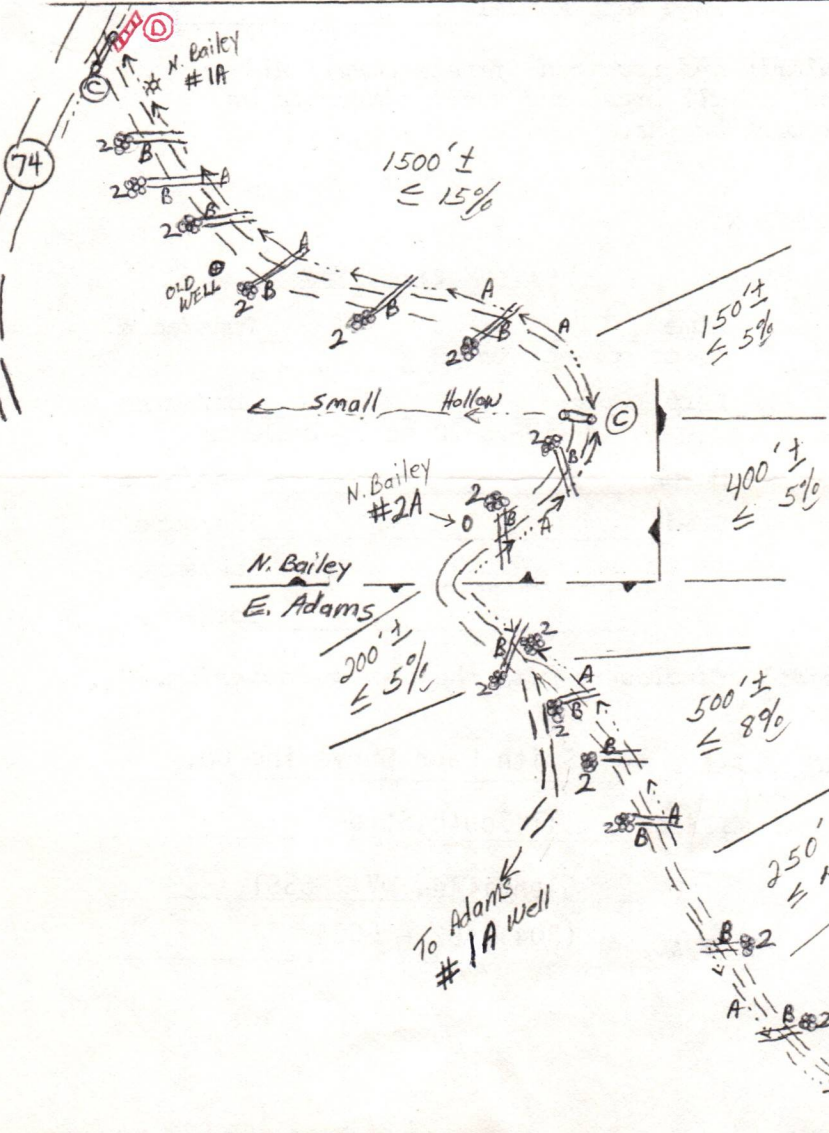 D
N. Bailey
# 1A
C
74
2
B
2
B
A
2
B
1500' ±
≤ 15%
A
OLD
WELL
2
B
A
A
2
B
B
2
150' ±
≤ 5%
Small Hollow
C
2
B
N. Bailey
#2A
2
B
A
400' ±
≤ 5%
N. Bailey
E. Adams
200' ±
≤ 5%
B
2
2
A
B
2
500' ±
≤ 8%
B
2
2
A
B
250'
≤
To Adams
# 1A Well
B
2
A
B
2